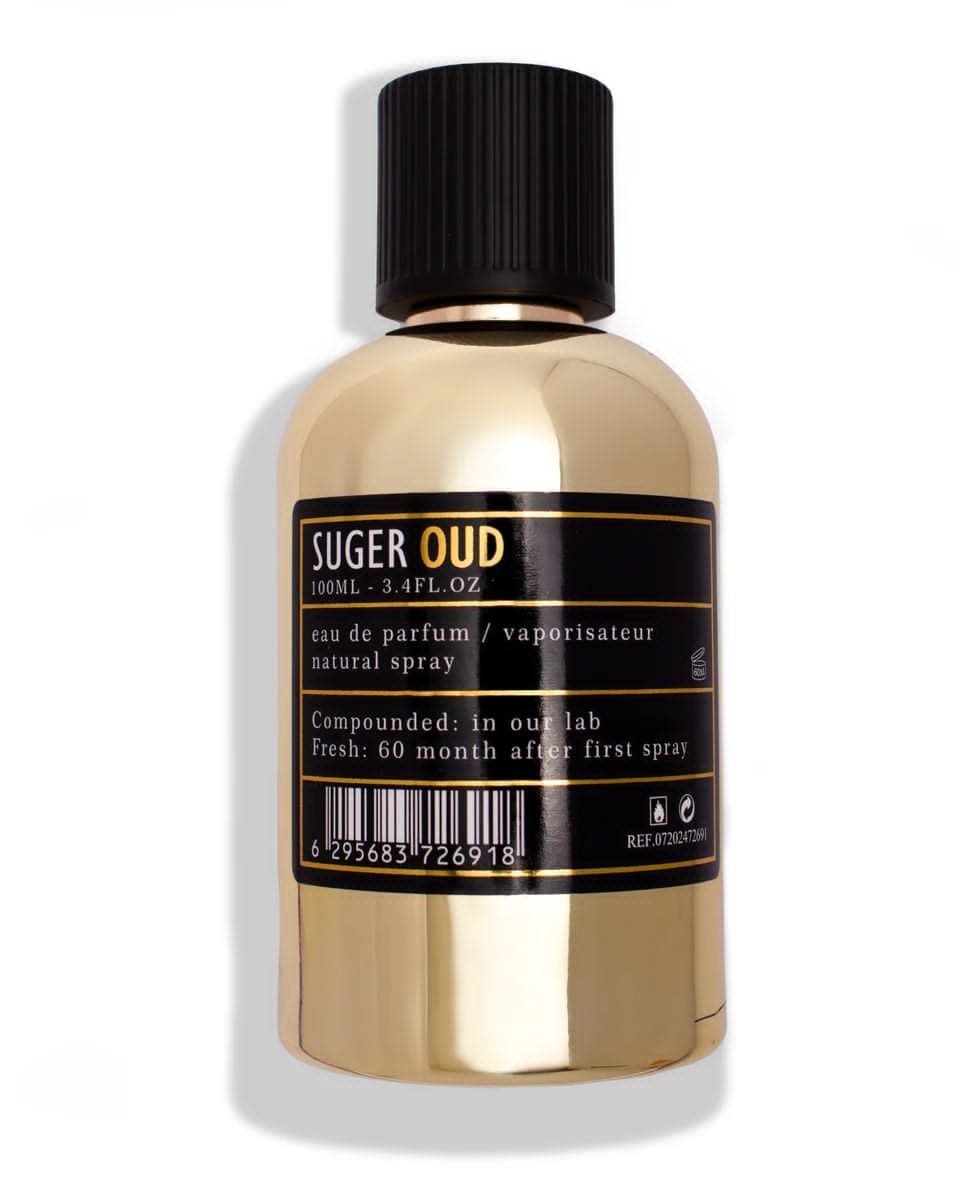 SUGER OUD
100ML - 3.4FL.OZ
eau de parfum / vaporisateur
natural spray
60M
Compounded: in our lab
Fresh: 60 month after first spray
6 295683 726918
REF.07202472691